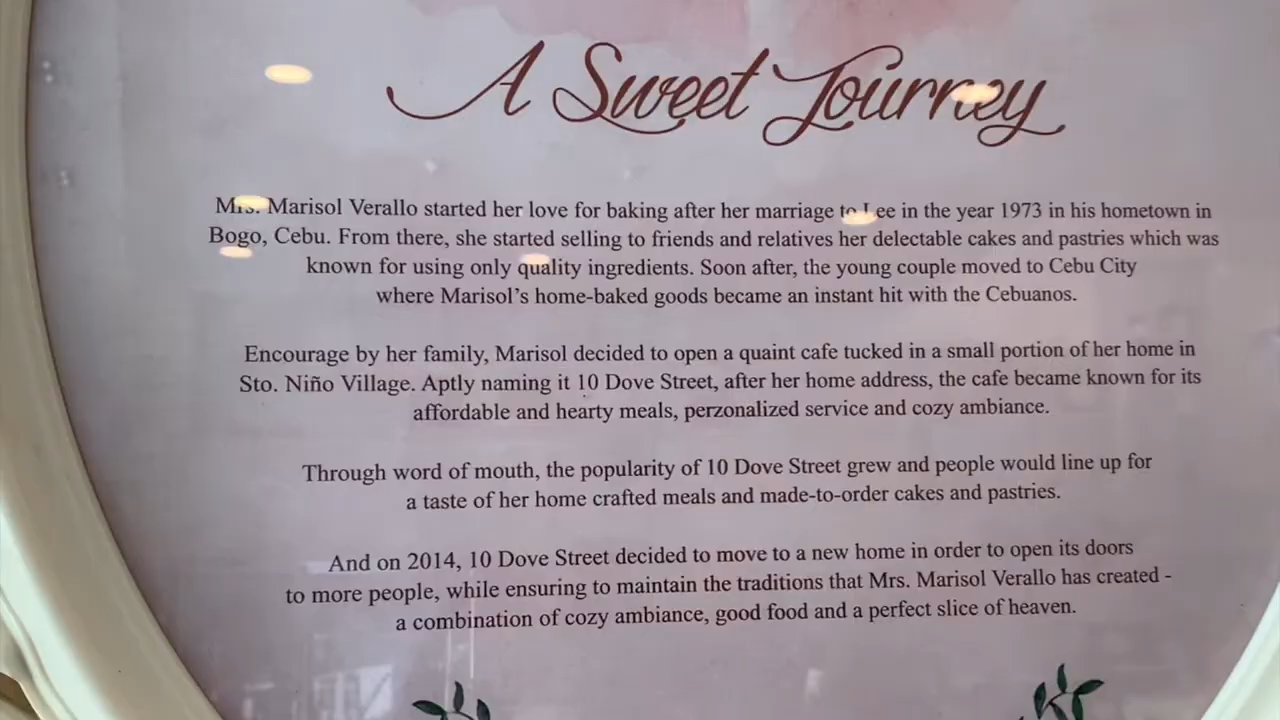 A Sweet Journey
Mrs. Marisol Verallo started her love for baking after her marriage to Lee in the year 1973 in his hometown in
Bogo, Cebu. From there, she started selling to friends and relatives her delectable cakes and pastries which was
known for using only quality ingredients. Soon after, the young couple moved to Cebu City
where Marisol's home-baked goods became an instant hit with the Cebuanos.
Encourage by her family, Marisol decided to open a quaint cafe tucked in a small portion of her home in
Sto. Niño Village. Aptly naming it 10 Dove Street, after her home address, the cafe became known for its
affordable and hearty meals, perzonalized service and cozy ambiance.
Through word of mouth, the popularity of 10 Dove Street grew and people would line up for
a taste of her home crafted meals and made-to-order cakes and pastries.
And on 2014, 10 Dove Street decided to move to a new home in order to open its doors
to more people, while ensuring to maintain the traditions that Mrs. Marisol Verallo has created -
a combination of cozy ambiance, good food and a perfect slice of heaven.